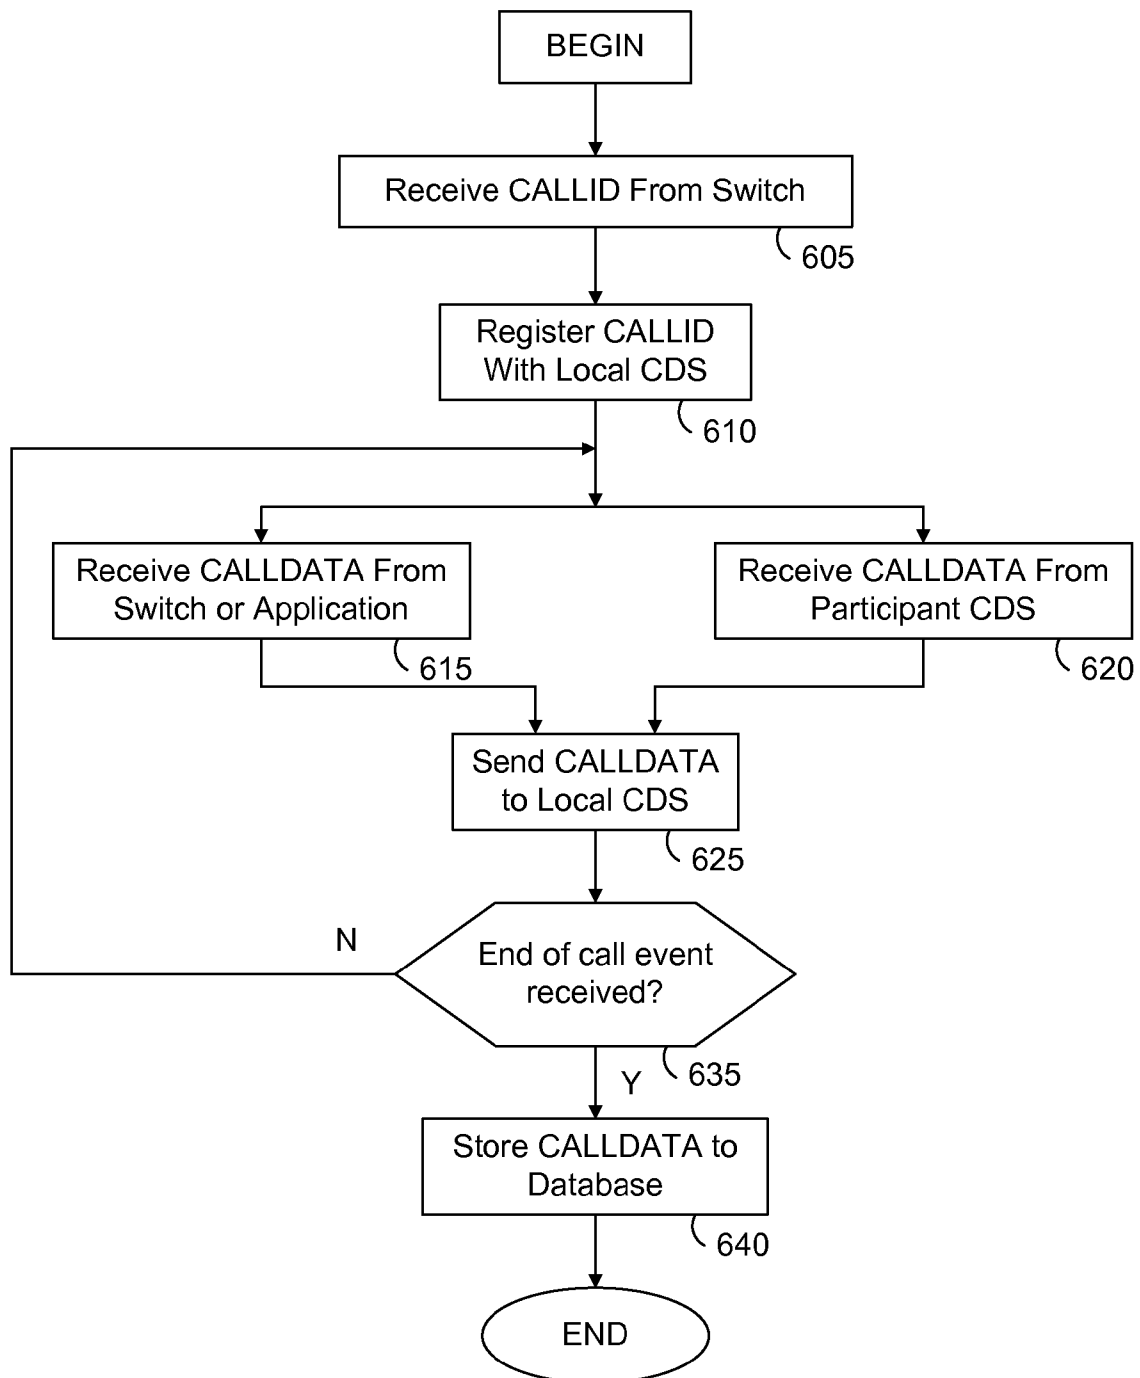 BEGIN
Receive CALLID From Switch
605
Register CALLID
With Local CDS
610
Receive CALLDATA From
Switch or Application
615
Receive CALLDATA From
Participant CDS
620
Send CALLDATA
to Local CDS
625
N
End of call event
received?
635
Y
Store CALLDATA to
Database
640
END